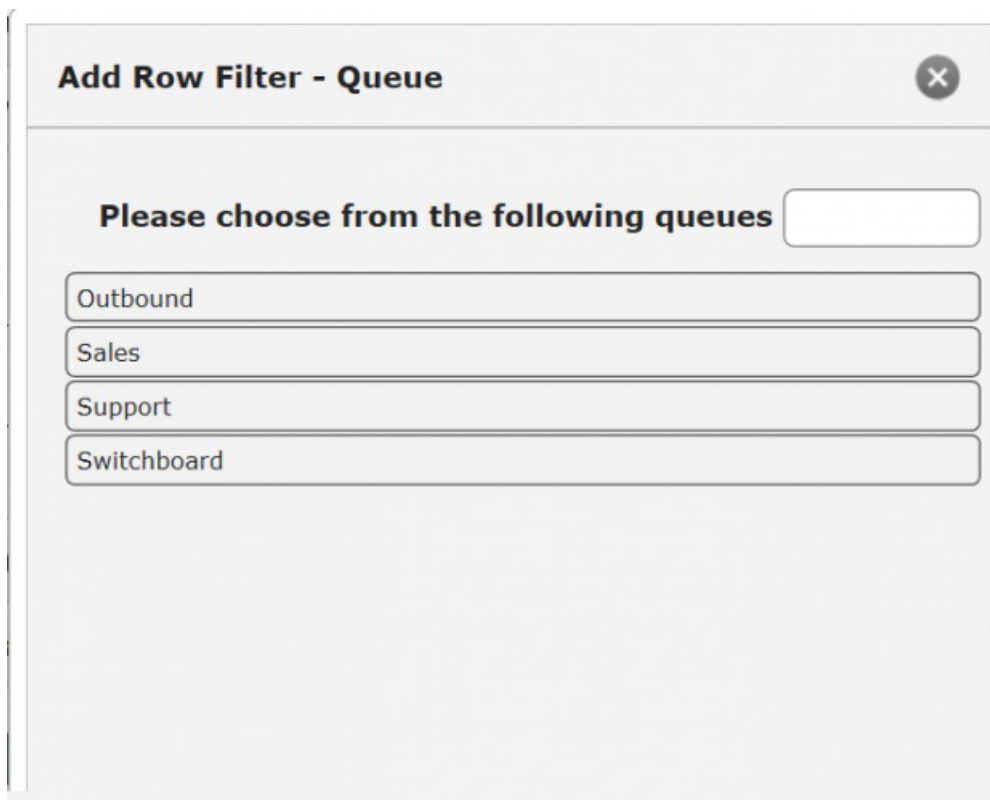 Add Row Filter - Queue
Please choose from the following queues
Outbound
Sales
Support
Switchboard